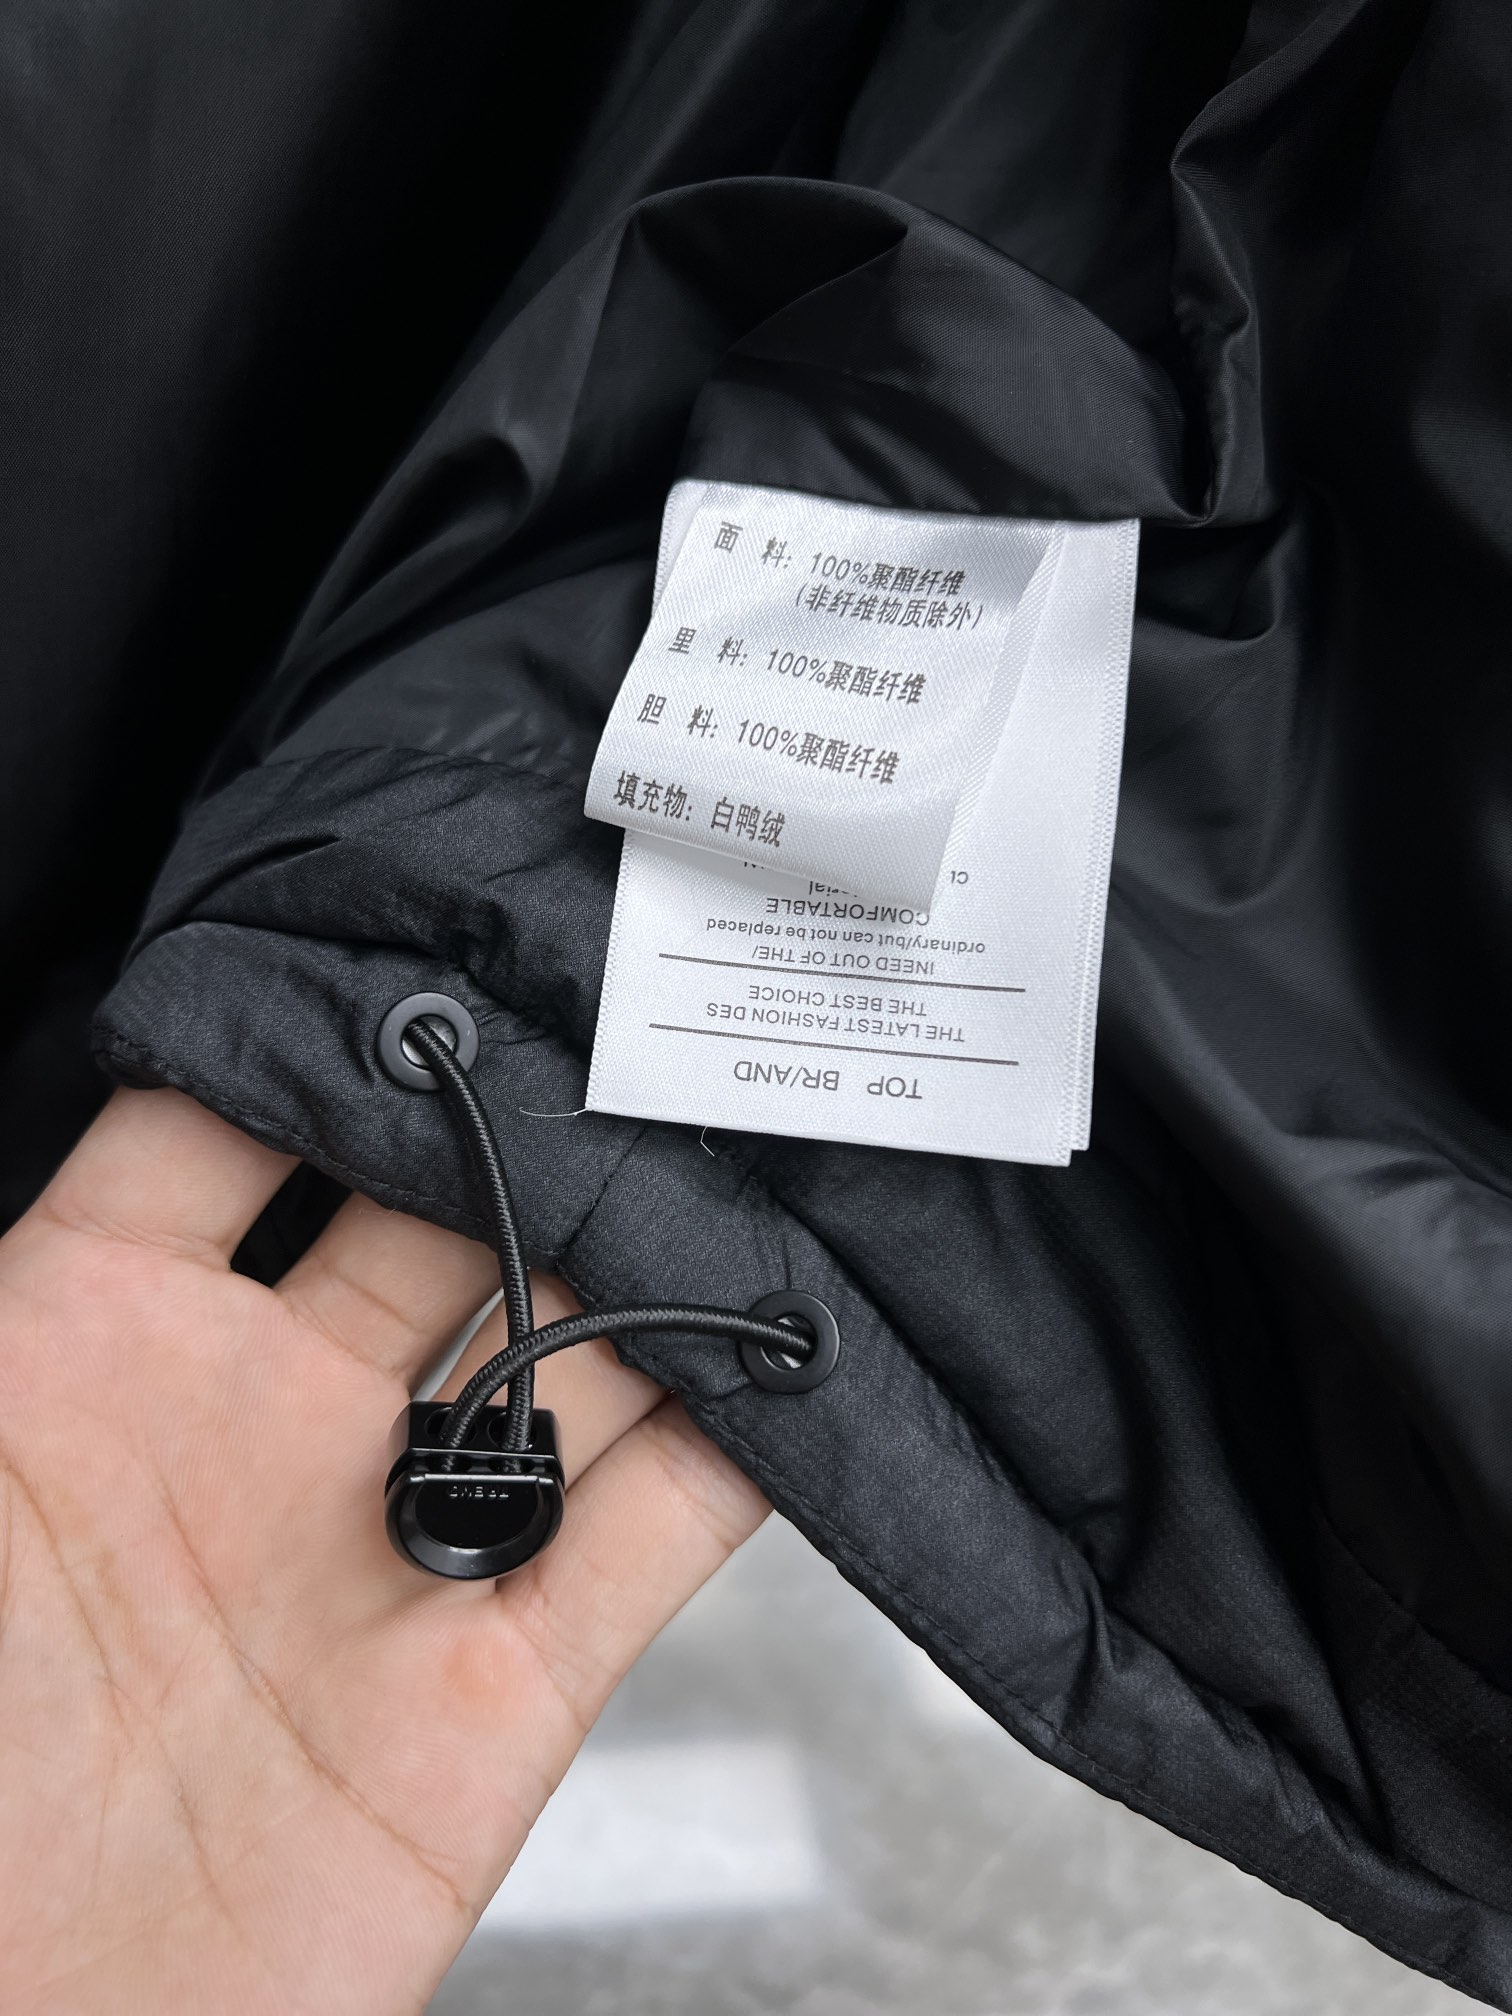 面 料: 100%聚酯纤维
(非纤维物质除外)
里 料: 100%聚酯纤维
胆 料: 100%聚酯纤维
填充物: 白鸭绒
TOP BR/AND
THE LATEST FASHION DES
THE BEST CHOICE
INEED OUT OF THE/
ordinary/but can not be replaced
COMFORTABLE